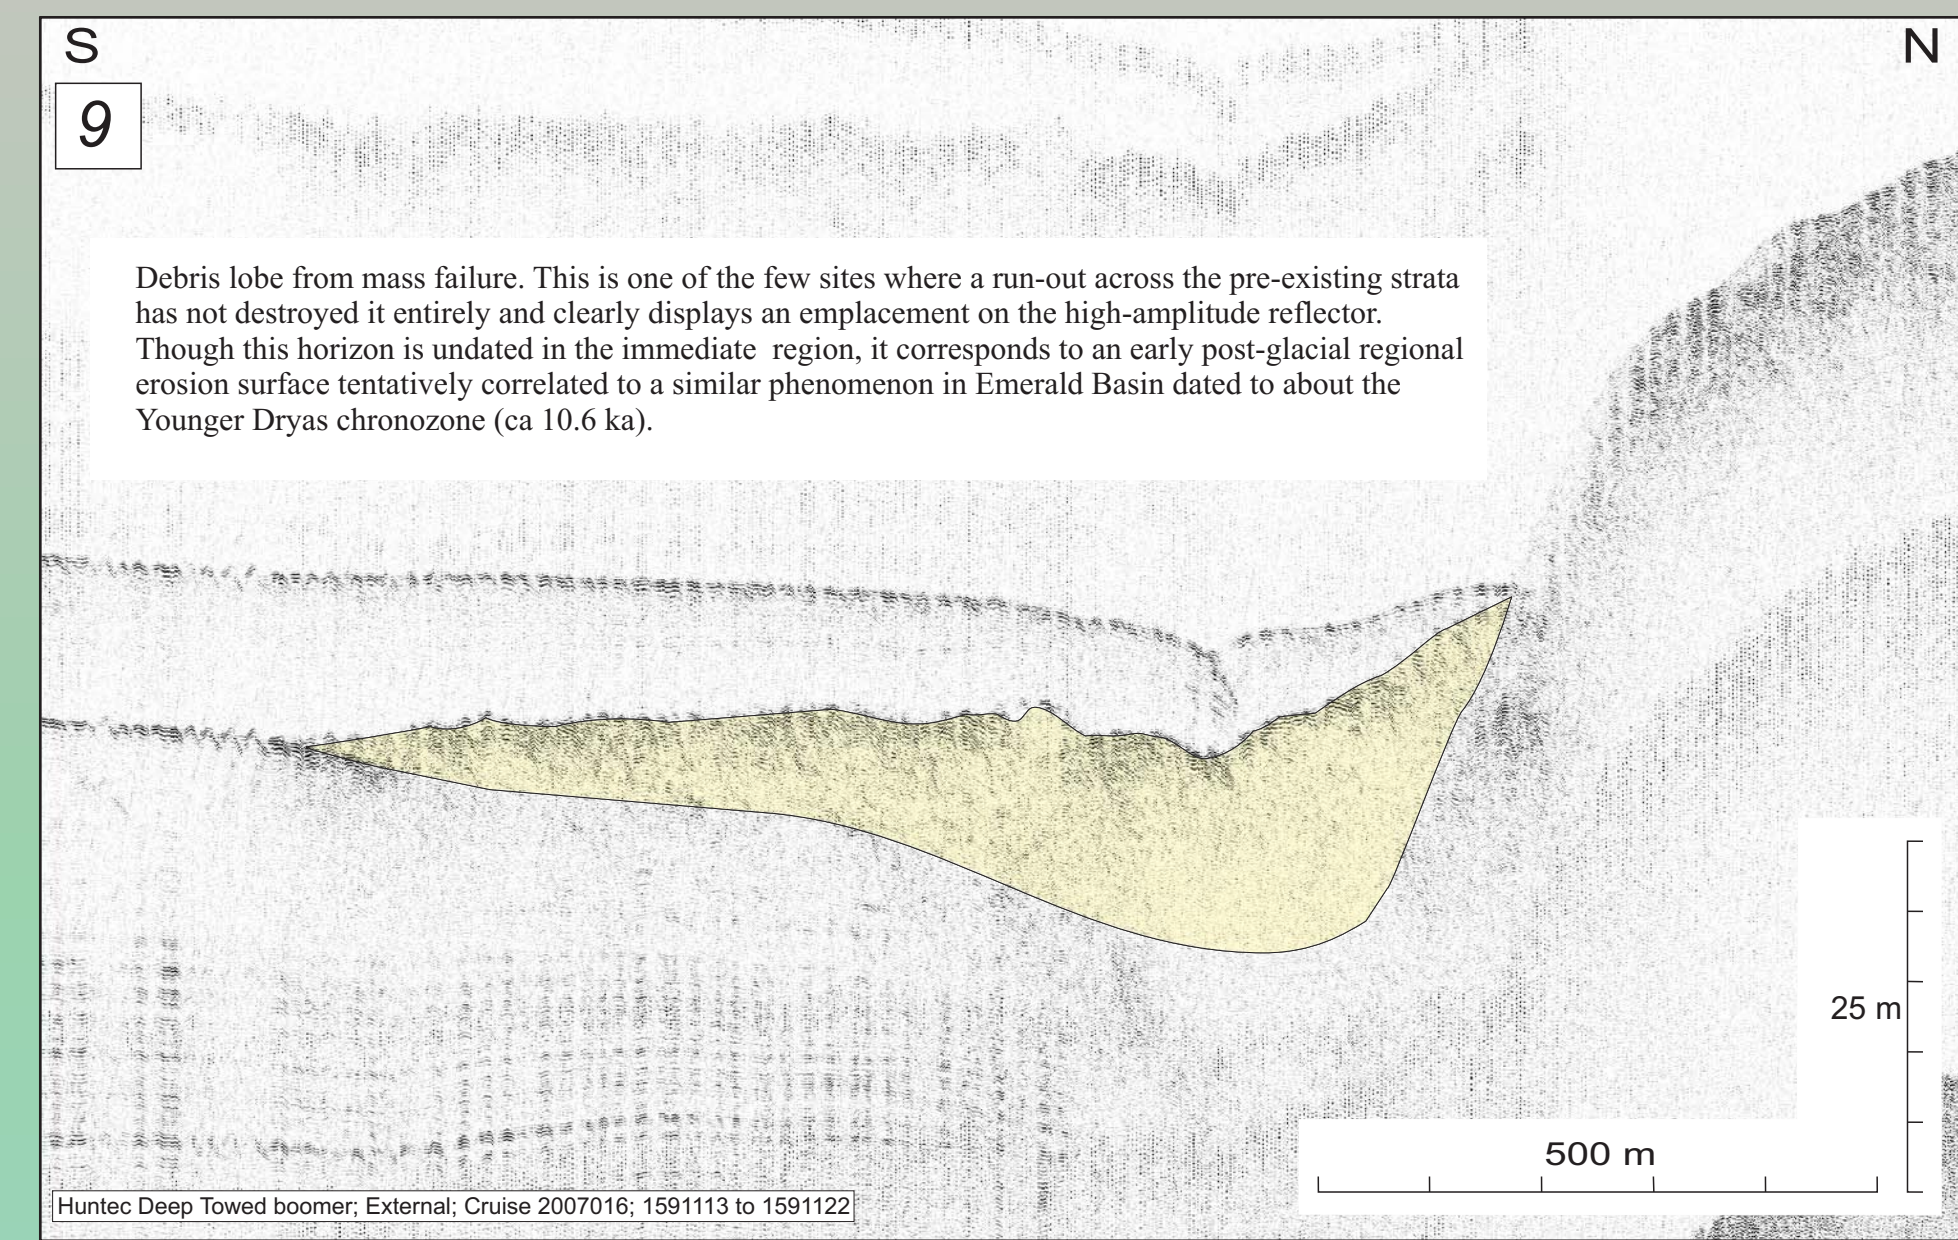 S
N
9
Debris lobe from mass failure. This is one of the few sites where a run-out across the pre-existing strata
has not destroyed it entirely and clearly displays an emplacement on the high-amplitude reflector.
Though this horizon is undated in the immediate  region, it corresponds to an early post-glacial regional
erosion surface tentatively correlated to a similar phenomenon in Emerald Basin dated to about the
Younger Dryas chronozone (ca 10.6 ka).
25 m
500 m
Huntec Deep Towed boomer; External; Cruise 2007016; 1591113 to 1591122